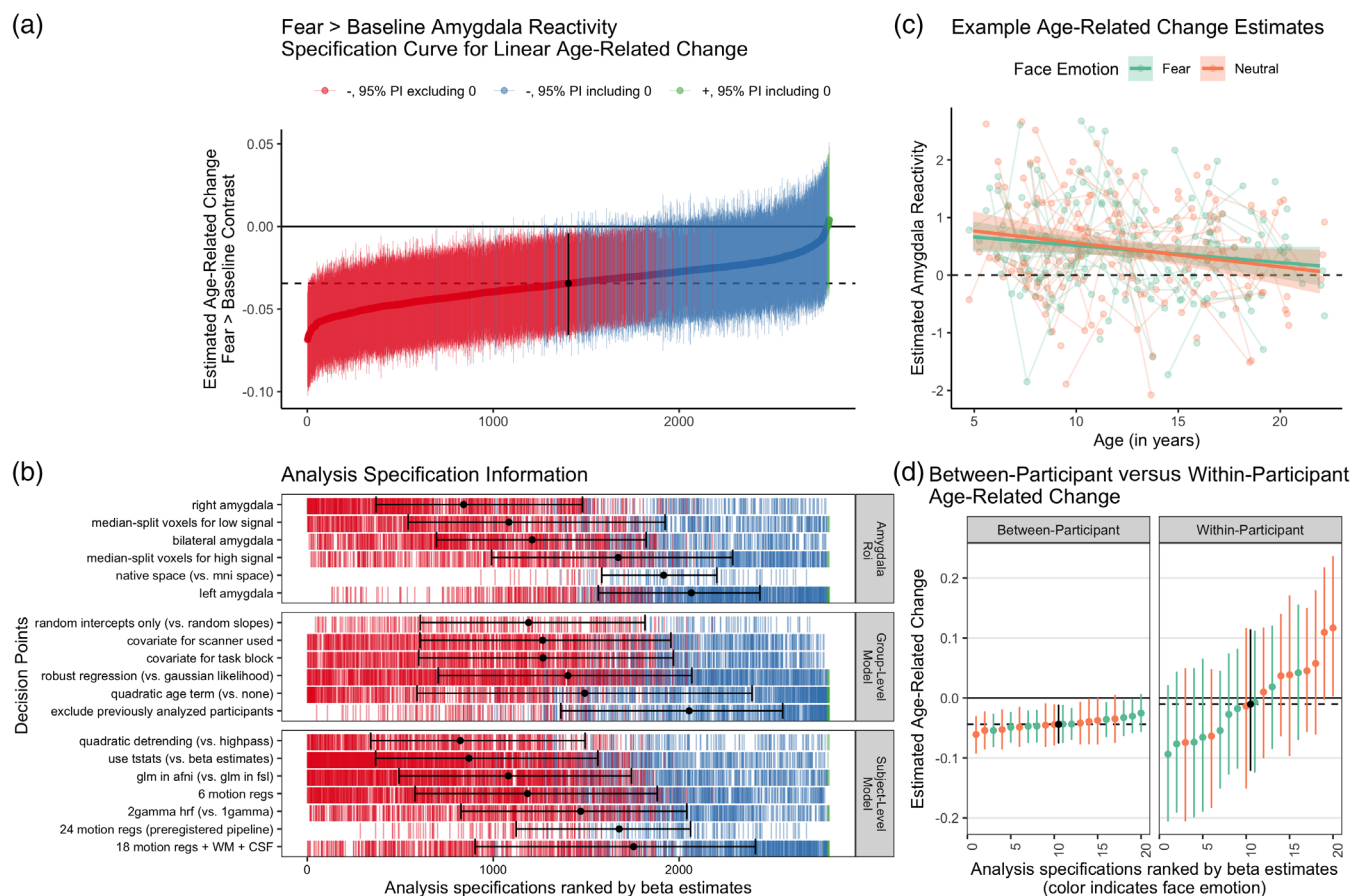 (a)
Fear > Baseline Amygdala Reactivity
Specification Curve for Linear Age-Related Change
-, 95% PI excluding 0
-, 95% PI including 0
+, 95% PI including 0
Estimated Age-Related Change
Fear > Baseline Contrast
0.05
0.00
-0.05
-0.10
0
1000
2000
(c)
Example Age-Related Change Estimates
Face Emotion
Fear
Neutral
Estimated Amygdala Reactivity
2
1
0
-1
-2
5
10
15
20
Age (in years)
(b)
Analysis Specification Information
Decision Points
right amygdala
median-split voxels for low signal
bilateral amygdala
median-split voxels for high signal
native space (vs. mni space)
left amygdala
Amygdala
Roi
random intercepts only (vs. random slopes)
covariate for scanner used
covariate for task block
robust regression (vs. gaussian likelihood)
quadratic age term (vs. none)
exclude previously analyzed participants
Group-Level
Model
quadratic detrending (vs. highpass)
use tstats (vs. beta estimates)
glm in afni (vs. glm in fsl)
6 motion regs
2gamma hrf (vs. 1gamma)
24 motion regs (preregistered pipeline)
18 motion regs + WM + CSF
Subject-Level
Model
0
1000
2000
Analysis specifications ranked by beta estimates
(d)
Between-Participant versus Within-Participant
Age-Related Change
Between-Participant
Within-Participant
Estimated Age-Related Change
0.2
0.1
0.0
-0.1
-0.2
0
5
10
15
20
0
5
10
15
20
Analysis specifications ranked by beta estimates
(color indicates face emotion)